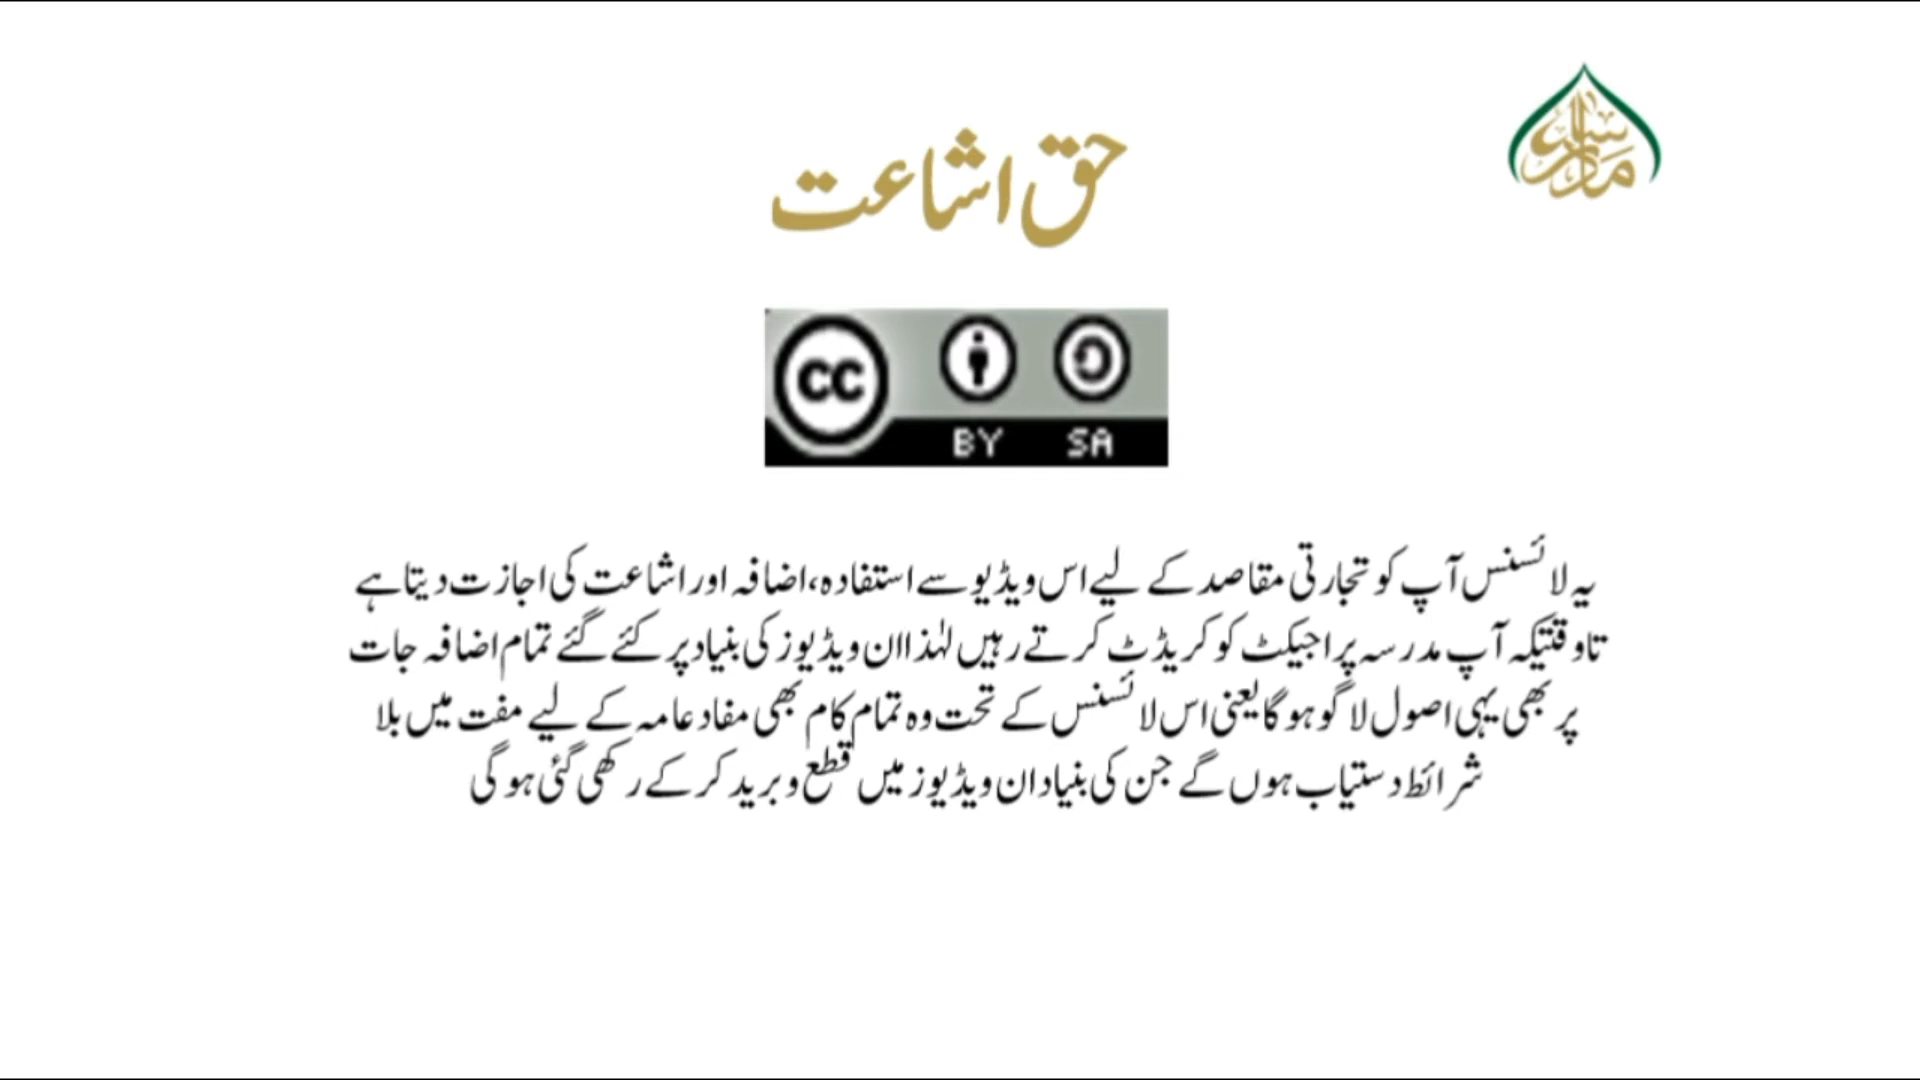 حق اشاعت
cc
BY SA
یہ لائسنس آپ کو تجارتی مقاصد کے لیے اس ویڈیو سے استفادہ، اضافہ اور اشاعت کی اجازت دیتا ہے
تاوقتیکہ آپ مدرسہ پراجیکٹ کو کریڈٹ کرتے رہیں لہٰذا ان ویڈیوز کی بنیاد پر کئے گئے تمام اضافہ جات
پر بھی یہی اصول لاگو ہوگا یعنی اس لائسنس کے تحت وہ تمام کام بھی مفاد عامہ کے لیے مفت میں بلا
شرائط دستیاب ہوں گے جن کی بنیاد ان ویڈیوز میں قطع و برید کر کے رکھی گئی ہوگی